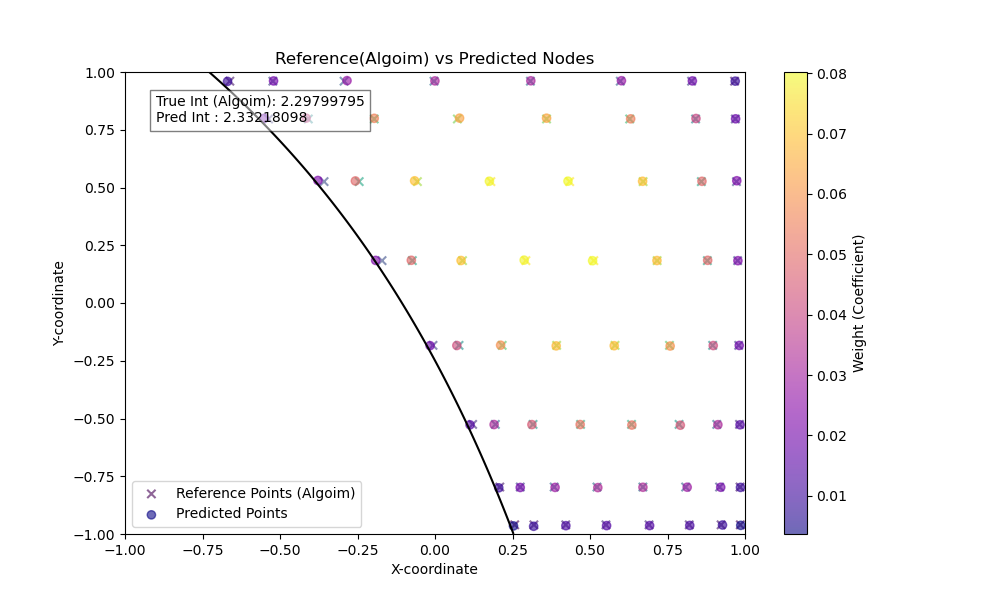 Reference(Algoim) vs Predicted Nodes
True Int (Algoim): 2.29799795
Pred Int : 2.33218098
Y-coordinate
1.00
0.75
0.50
0.25
0.00
−0.25
−0.50
−0.75
−1.00
Reference Points (Algoim)
Predicted Points
−1.00 −0.75 −0.50 −0.25 0.00 0.25 0.50 0.75 1.00
X-coordinate
0.08
0.07
0.06
0.05
0.04
0.03
0.02
0.01
Weight (Coefficient)